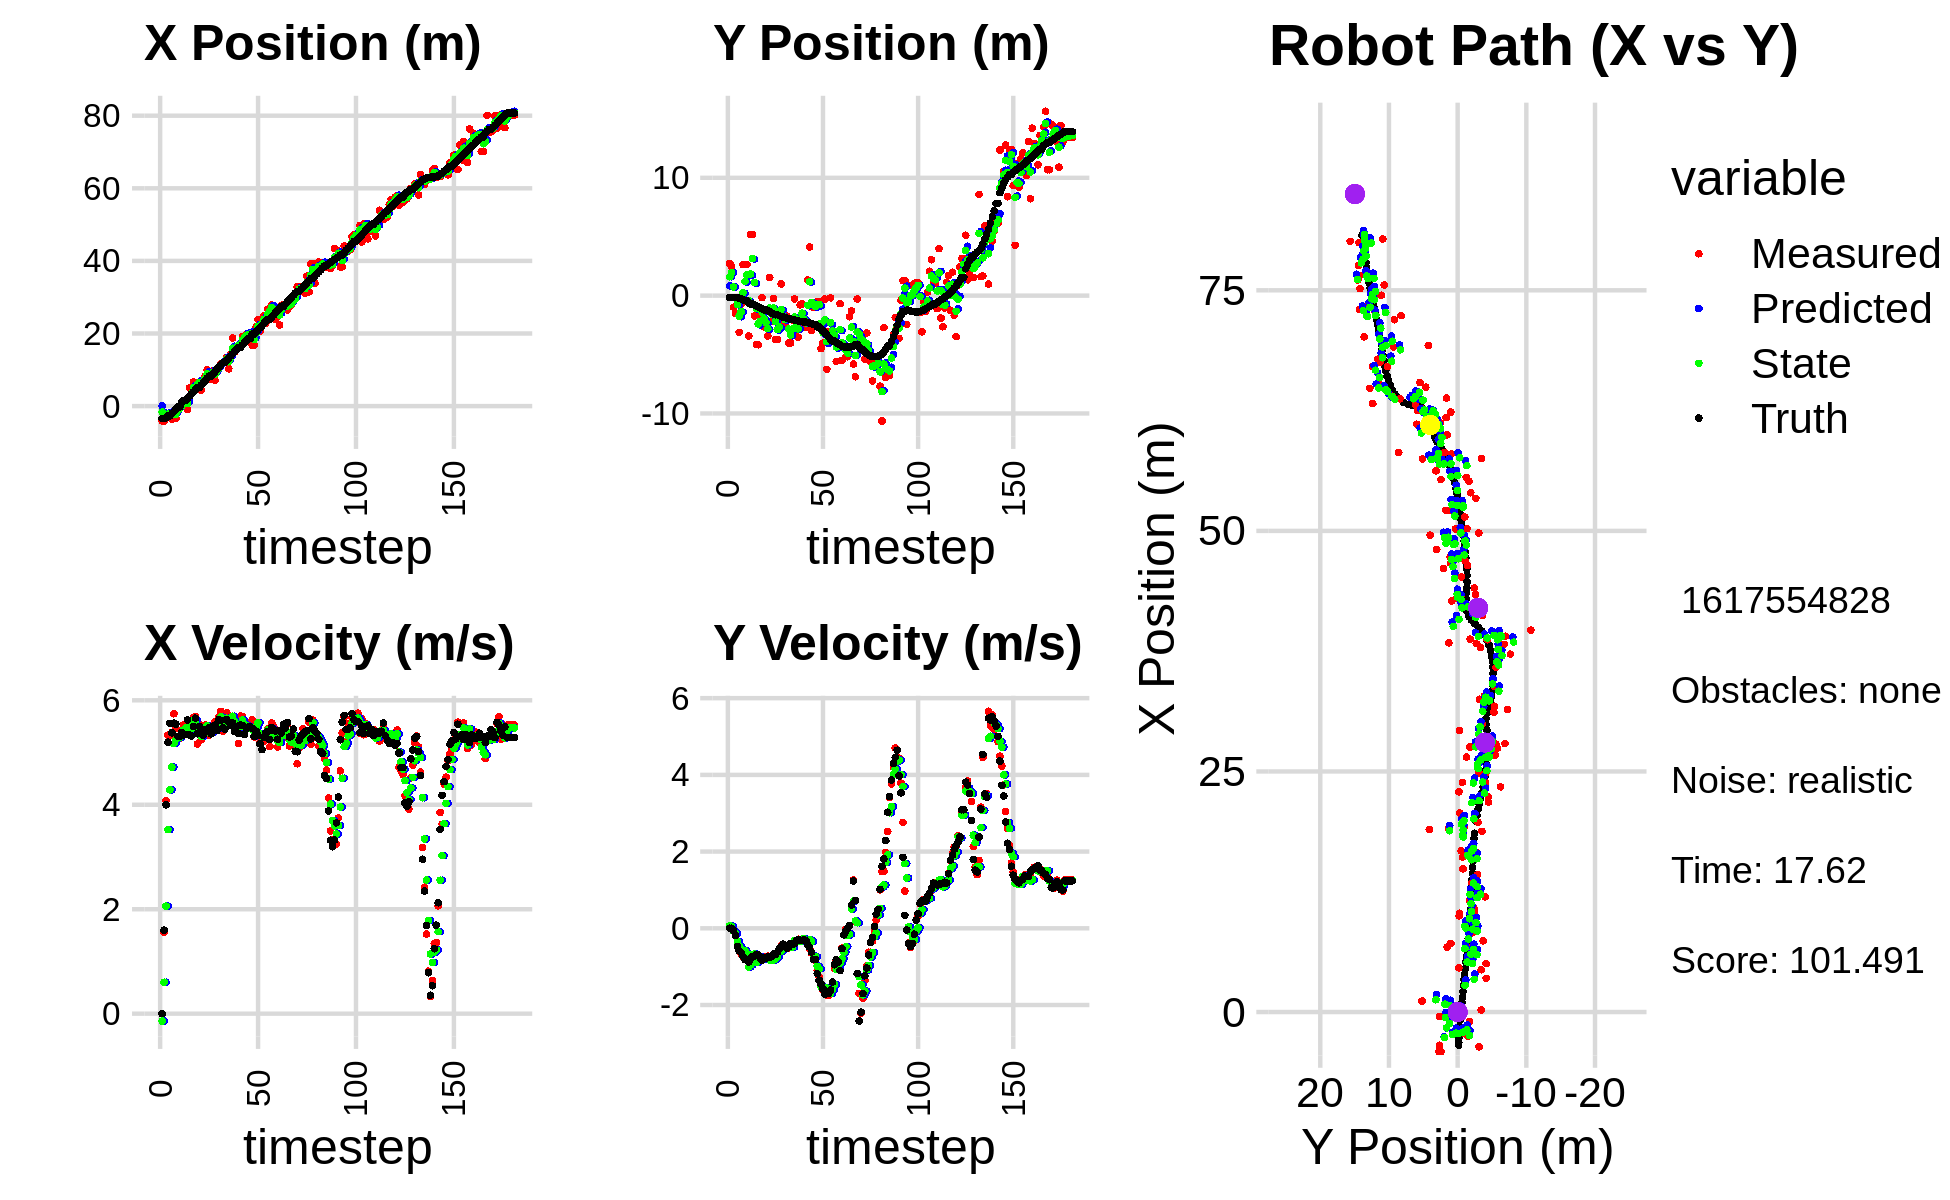 X Position (m)
80
60
40
20
0
0
50
100
150
timestep
Y Position (m)
10
0
-10
0
50
100
150
timestep
X Velocity (m/s)
6
4
2
0
0
50
100
150
timestep
Y Velocity (m/s)
6
4
2
0
-2
0
50
100
150
timestep
Robot Path (X vs Y)
X Position (m)
75
50
25
0
20
10
0
-10
-20
Y Position (m)
variable
Measured
Predicted
State
Truth
1617554828
Obstacles: none
Noise: realistic
Time: 17.62
Score: 101.491